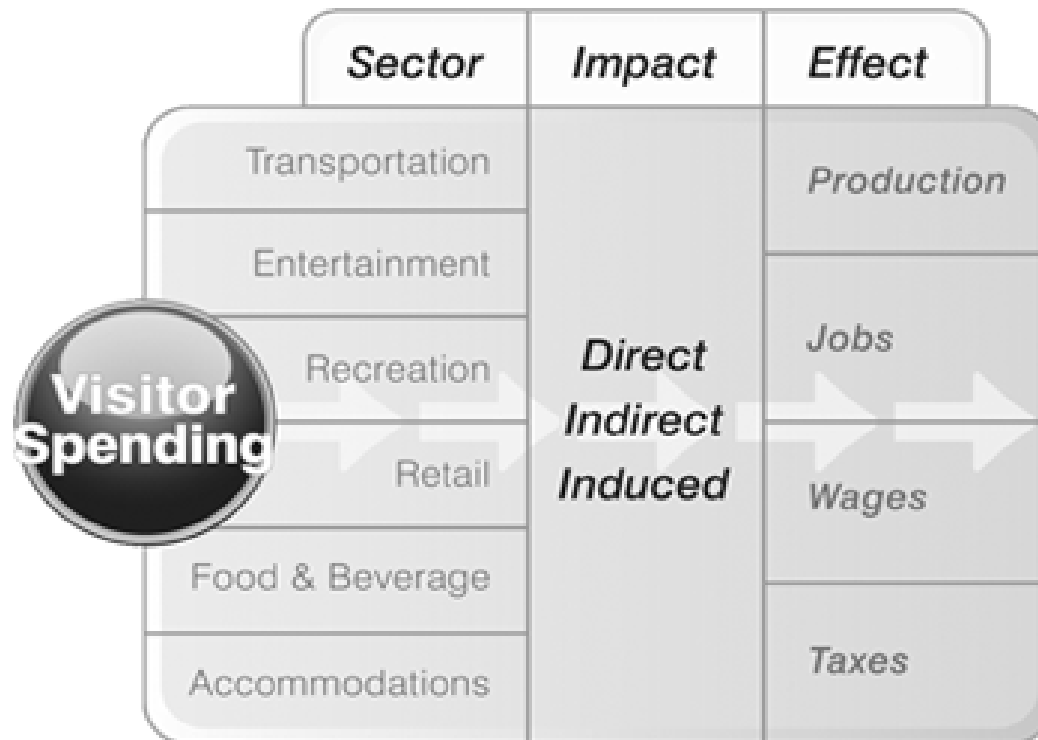 Sector
Impact
Effect
Transportation
Entertainment
Recreation
Retail
Food & Beverage
Accommodations
Visitor
Spending
Direct
Indirect
Induced
Production
Jobs
Wages
Taxes